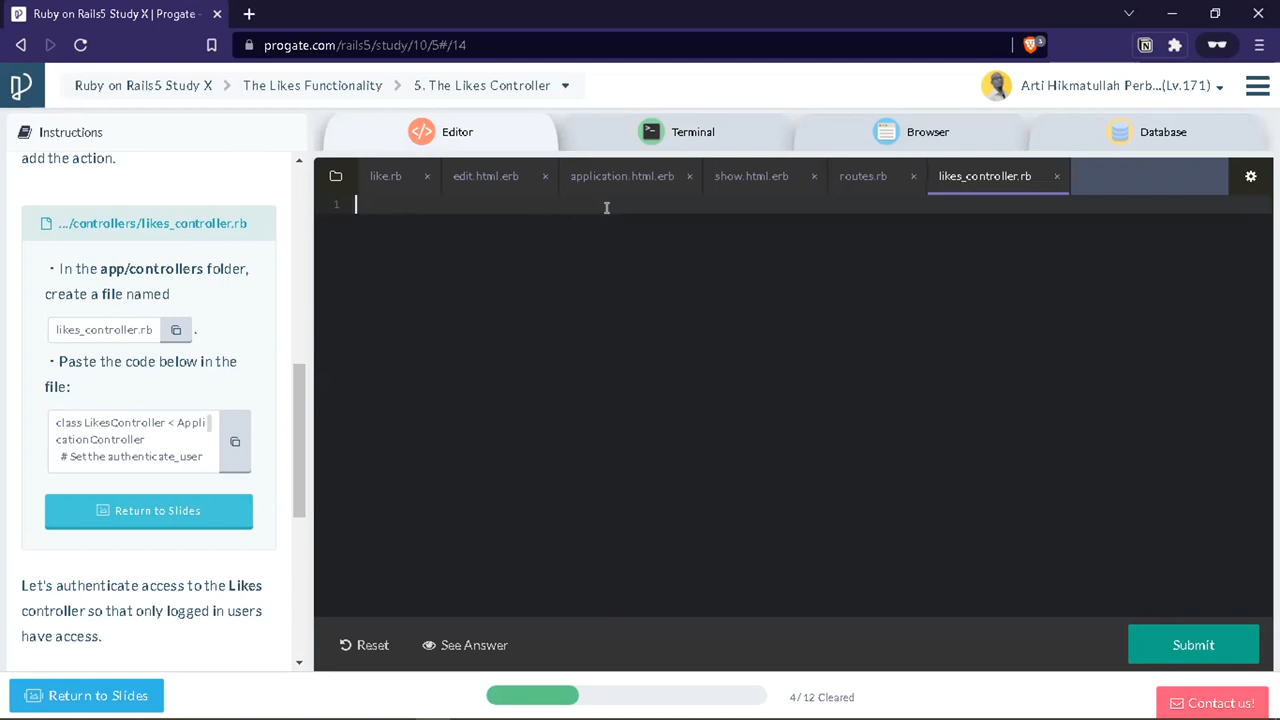 Ruby on Rails5 Study X | Progate -
progate.com/rails5/study/10/5#/14
3
Ruby on Rails5 Study X
The Likes Functionality
5. The Likes Controller
Arti Hikmatullah Perb...(Lv.171)
Instructions
Editor
Terminal
Browser
Database
add the action.
like.rb
edit.html.erb
application.html.erb
show.html.erb
routes.rb
likes_controller.rb
1
.../controllers/likes_controller.rb
・In the app/controllers folder,
create a file named
likes_controller.rb .
・Paste the code below in the
file:
class LikesController < Appli
cationController
# Set the authenticate_user
Return to Slides
Let's authenticate access to the Likes
controller so that only logged in users
have access.
Reset
See Answer
Submit
Return to Slides
4/12 Cleared
Contact us!